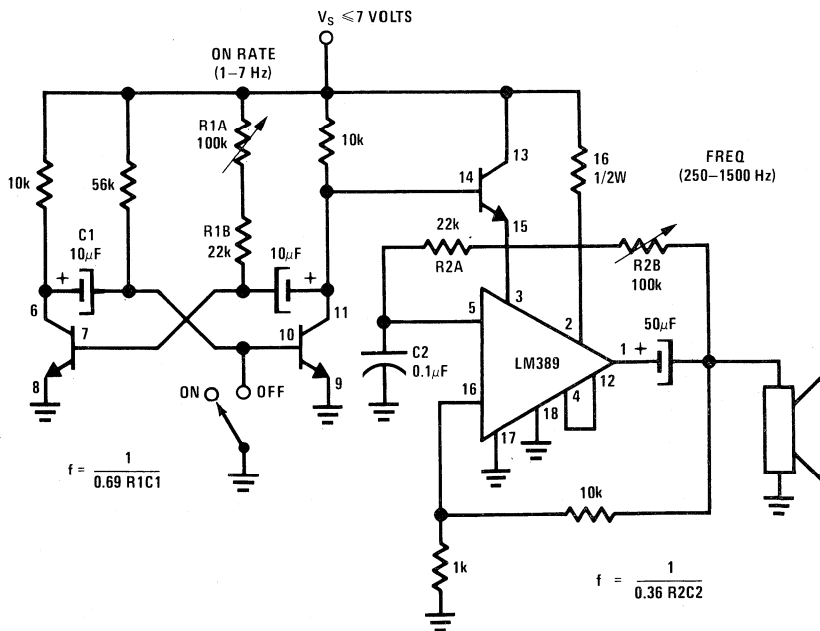 V_S ≤7 VOLTS
ON RATE
(1–7 Hz)
R1A
100k
10k
13
14
16
1/2W
FREQ
(250–1500 Hz)
10k
56k
15
22k
C1
10μF
R1B
22k
10μF
R2A
R2B
100k
+
+
6
11
3
5
2
50μF
7
10
1
+
C2
0.1μF
LM389
12
8
9
16
4
ON
OFF
18
17
f = 1 / 0.69 R1C1
10k
1k
f = 1 / 0.36 R2C2